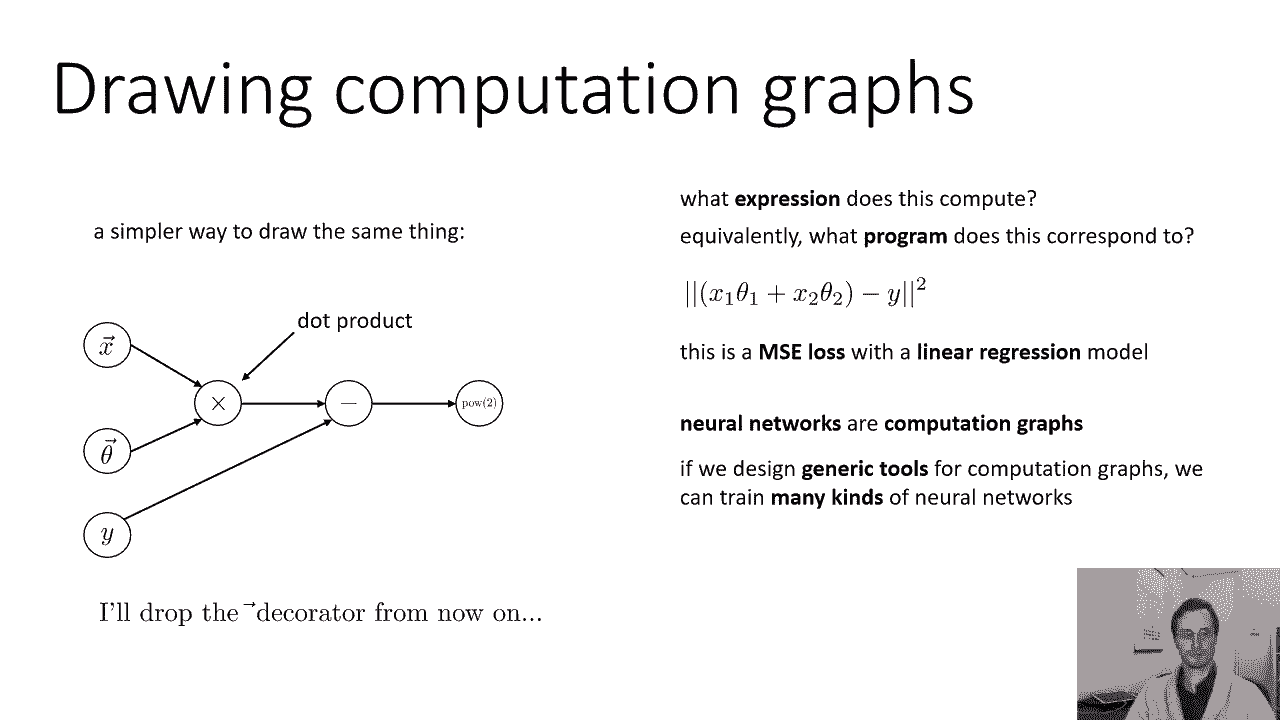 Drawing computation graphs
a simpler way to draw the same thing:
dot product
$\vec{x}$
×
−
pow(2)
$\vec{\theta}$
$y$
I'll drop the ⃗ decorator from now on...
what expression does this compute?
equivalently, what program does this correspond to?
$||(x_1\theta_1 + x_2\theta_2) - y||^2$
this is a MSE loss with a linear regression model
neural networks are computation graphs
if we design generic tools for computation graphs, we
can train many kinds of neural networks